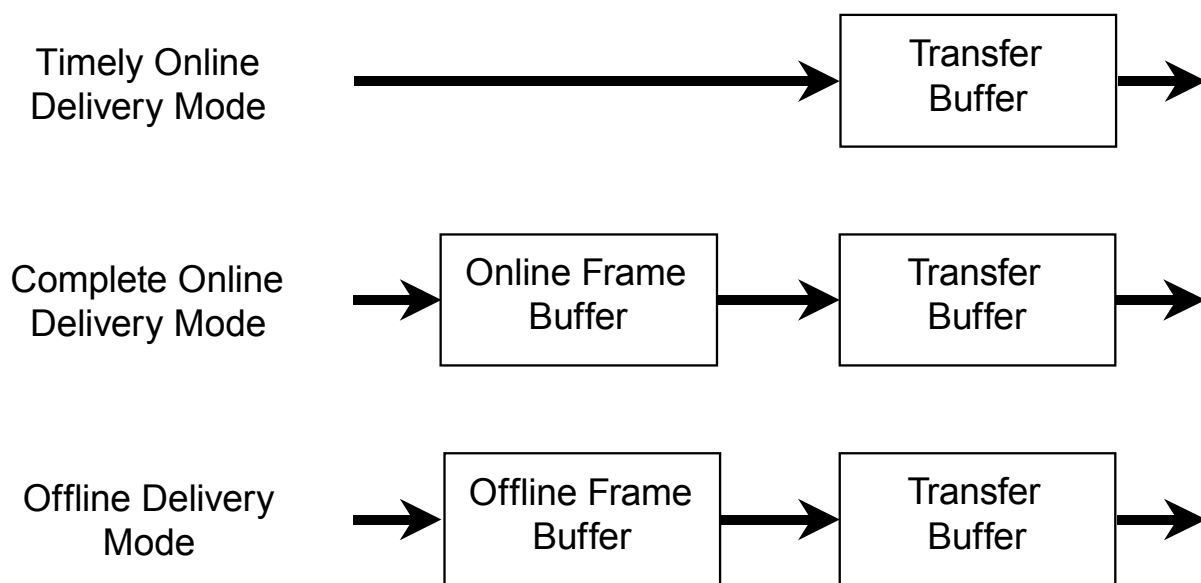 Timely Online
Delivery Mode
Transfer
Buffer
Complete Online
Delivery Mode
Online Frame
Buffer
Transfer
Buffer
Offline Delivery
Mode
Offline Frame
Buffer
Transfer
Buffer